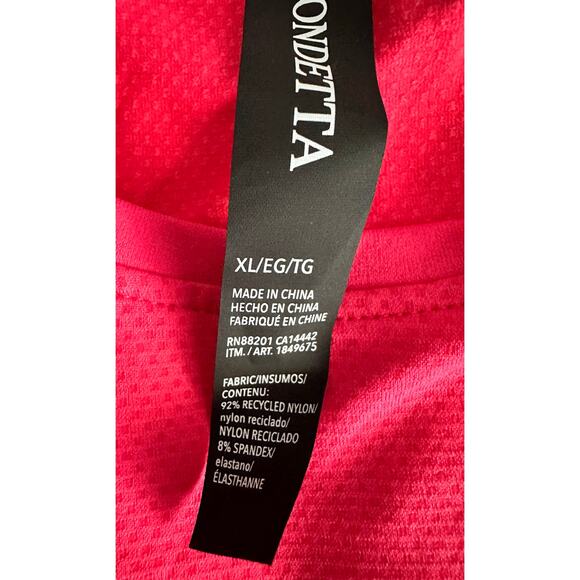 ONDETTA
XL/EG/TG
MADE IN CHINA
HECHO EN CHINA
FABRIQUÉ EN CHINE
RN88201 CA14442
ITM. / ART. 1849675
FABRIC/INSUMOS/
CONTENU:
92% RECYCLED NYLON/
nylon reciclado/
NYLON RECICLADO
8% SPANDEX/
elastano/
ÉLASTHANNE